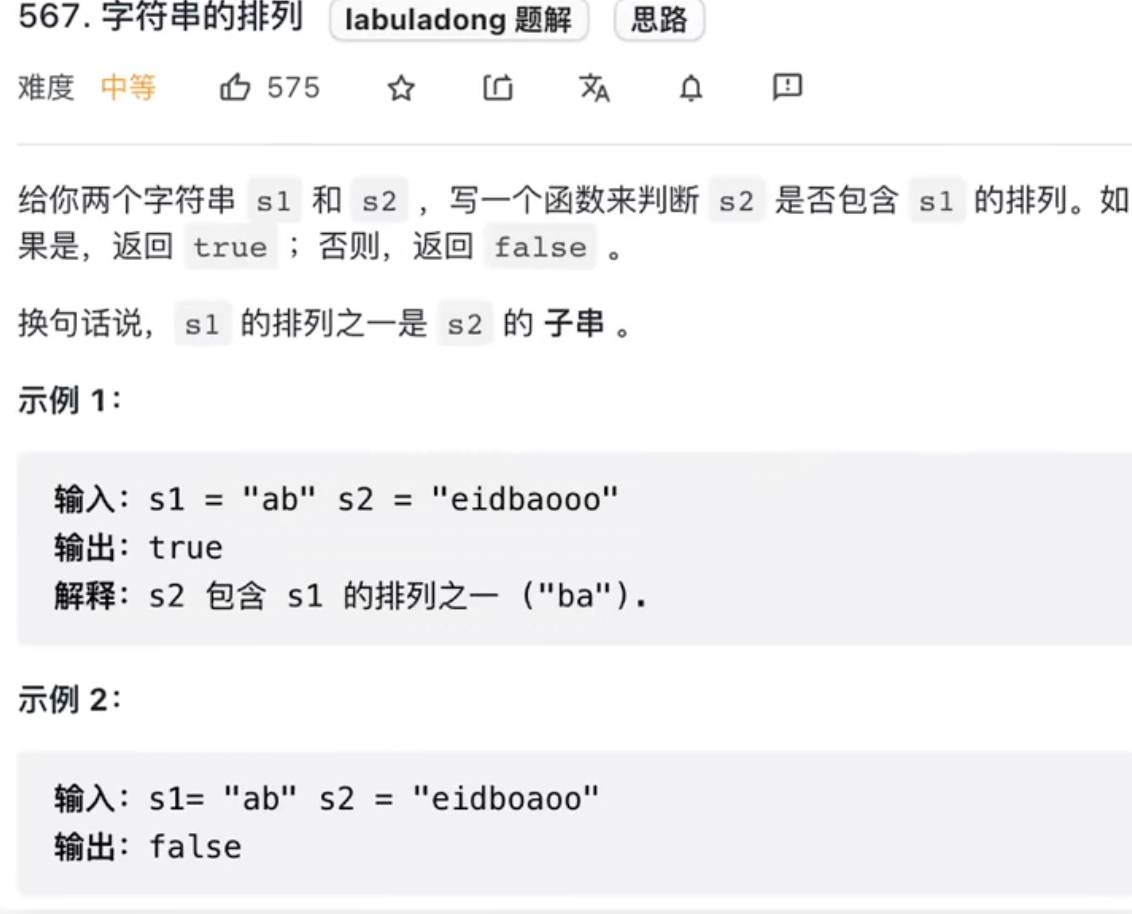 567. 字符串的排列 labuladong 题解 思路
难度 中等 575
给你两个字符串 s1 和 s2 ，写一个函数来判断 s2 是否包含 s1 的排列。如
果是，返回 true ；否则，返回 false 。
换句话说， s1 的排列之一是 s2 的 子串 。
示例 1：
输入：s1 = "ab" s2 = "eidbaooo"
输出：true
解释：s2 包含 s1 的排列之一 ("ba").
示例 2：
输入：s1= "ab" s2 = "eidboaoo"
输出：false